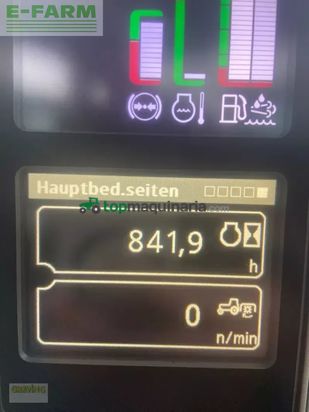 E-FARM
Hauptbed.seiten
topmaquinaria.com
841,9
h
0
n/min